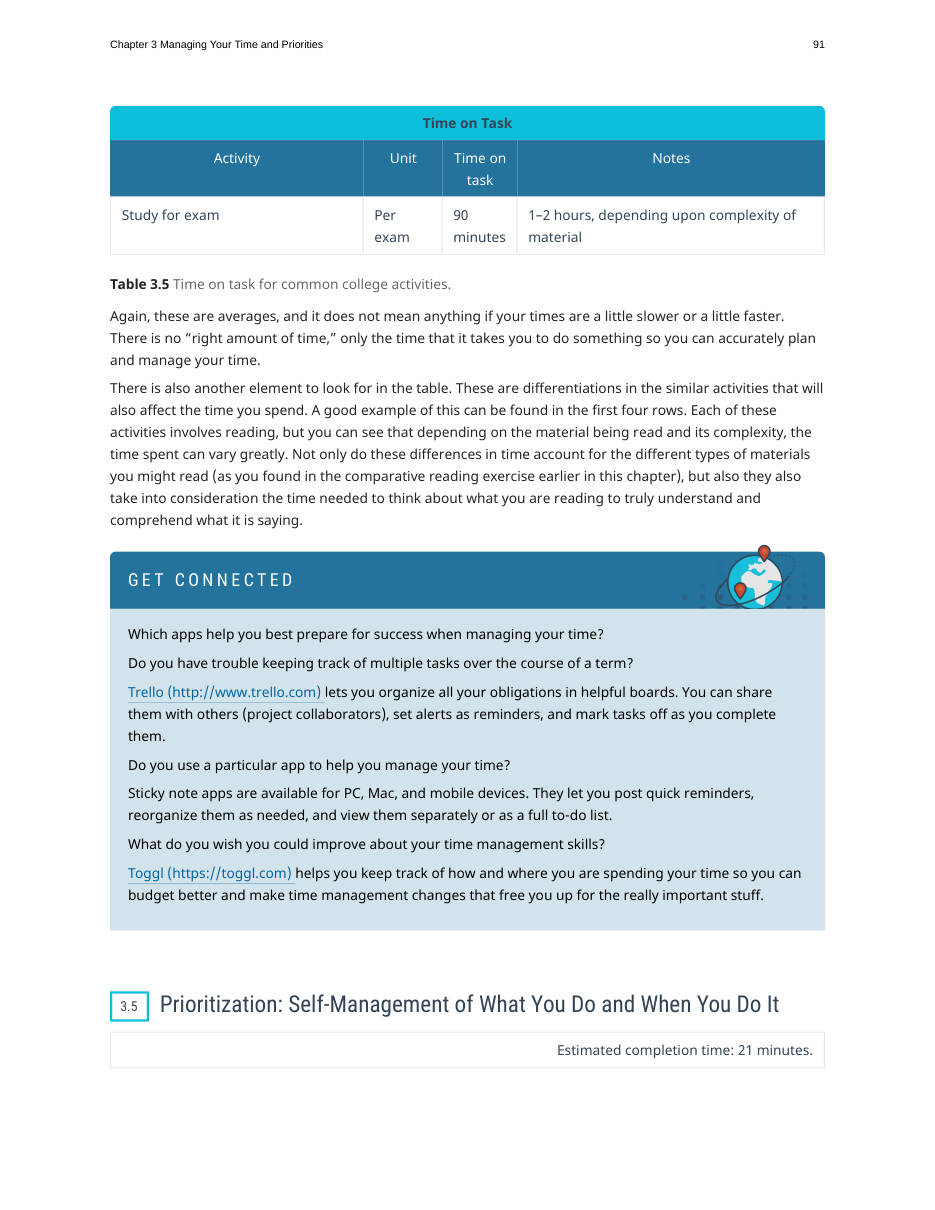 Chapter 3 Managing Your Time and Priorities 91
Time on Task
Activity Unit Time on task Notes
Study for exam Per exam 90 minutes 1–2 hours, depending upon complexity of material
Table 3.5 Time on task for common college activities.
Again, these are averages, and it does not mean anything if your times are a little slower or a little faster.
There is no “right amount of time,” only the time that it takes you to do something so you can accurately plan
and manage your time.
There is also another element to look for in the table. These are differentiations in the similar activities that will
also affect the time you spend. A good example of this can be found in the first four rows. Each of these
activities involves reading, but you can see that depending on the material being read and its complexity, the
time spent can vary greatly. Not only do these differences in time account for the different types of materials
you might read (as you found in the comparative reading exercise earlier in this chapter), but also they also
take into consideration the time needed to think about what you are reading to truly understand and
comprehend what it is saying.
GET CONNECTED
Which apps help you best prepare for success when managing your time?
Do you have trouble keeping track of multiple tasks over the course of a term?
Trello (http://www.trello.com) lets you organize all your obligations in helpful boards. You can share
them with others (project collaborators), set alerts as reminders, and mark tasks off as you complete
them.
Do you use a particular app to help you manage your time?
Sticky note apps are available for PC, Mac, and mobile devices. They let you post quick reminders,
reorganize them as needed, and view them separately or as a full to-do list.
What do you wish you could improve about your time management skills?
Toggl (https://toggl.com) helps you keep track of how and where you are spending your time so you can
budget better and make time management changes that free you up for the really important stuff.
3.5 Prioritization: Self-Management of What You Do and When You Do It
Estimated completion time: 21 minutes.